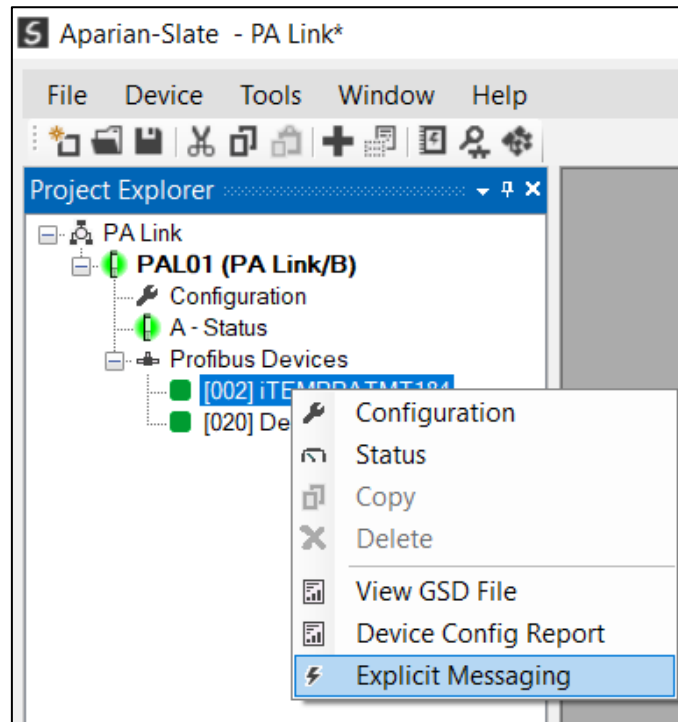 Aparian-Slate - PA Link*
File Device Tools Window Help
Project Explorer
PA Link
PAL01 (PA Link/B)
Configuration
A - Status
Profibus Devices
[002]
[020] De
Configuration
Status
Copy
Delete
View GSD File
Device Config Report
Explicit Messaging